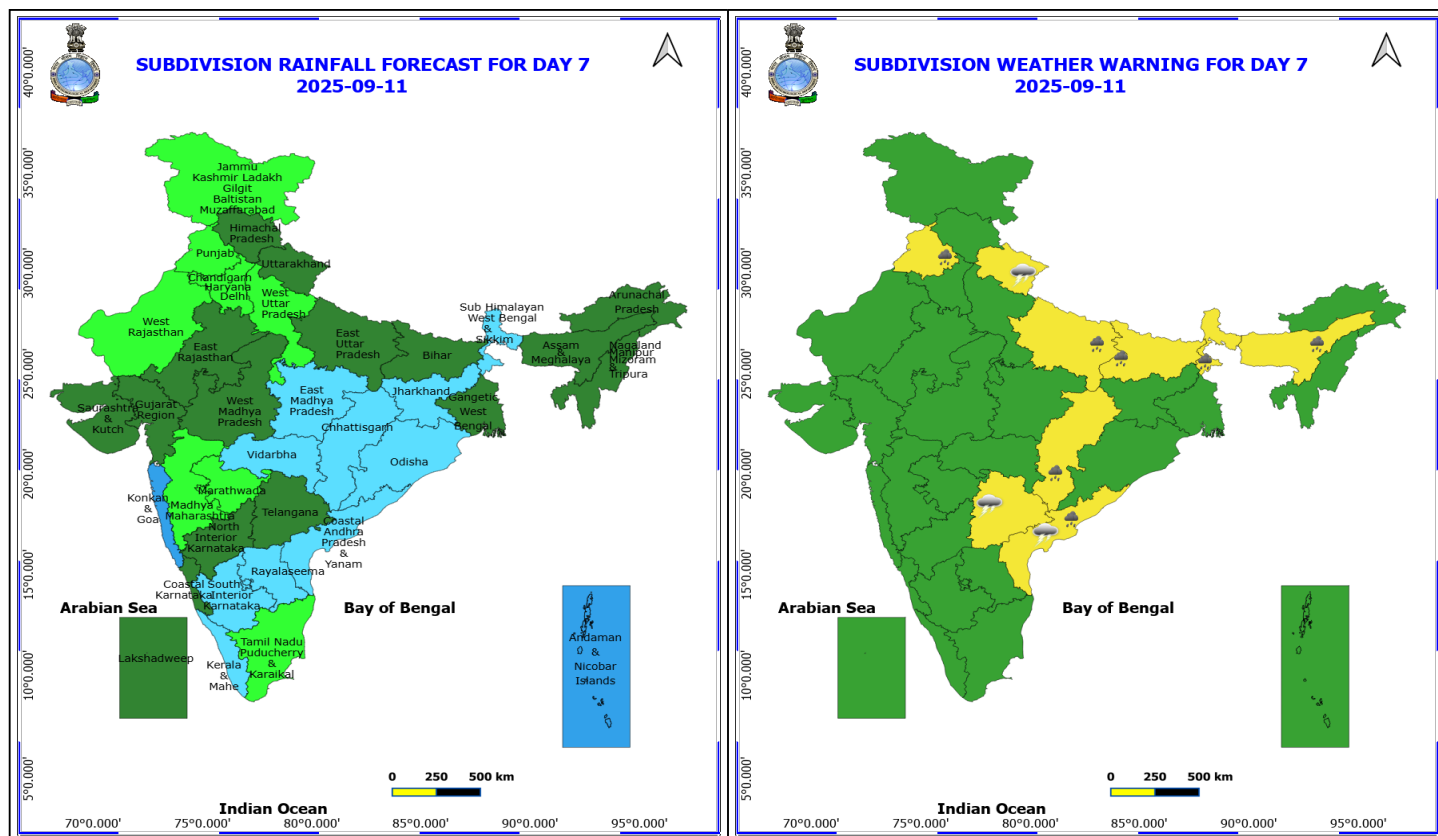 SUBDIVISION RAINFALL FORECAST FOR DAY 7
2025-09-11
40°0.000'
35°0.000'
30°0.000'
25°0.000'
20°0.000'
15°0.000'
10°0.000'
5°0.000'
Jammu
Kashmir Ladakh
Gilgit
Baltistan
Muzaffarabad
Himachal
Pradesh
Punjab
Uttarakhand
Chandigarh
Haryana
Delhi
West
Uttar
Pradesh
West
Rajasthan
East
Rajasthan
East
Uttar
Pradesh
Bihar
Sub Himalayan
West Bengal
&
Sikkim
Arunachal
Pradesh
Assam
&
Meghalaya
Nagaland
Manipur
Mizoram
&
Tripura
Saurashtra
&
Kutch
Gujarat
Region
West
Madhya
Pradesh
East
Madhya
Pradesh
Jharkhand
Gangetic
West
Bengal
Chhattisgarh
Vidarbha
Odisha
Konkan
&
Goa
Madhya
Maharashtra
Marathwada
Telangana
North
Interior
Karnataka
Coastal
Andhra
Pradesh
&
Yanam
Rayalaseema
Coastal
Karnataka
South
Interior
Karnataka
Arabian Sea
Bay of Bengal
Lakshadweep
Kerala
&
Mahe
Tamil Nadu
Puducherry
&
Karaikal
Andaman
&
Nicobar
Islands
0 250 500 km
Indian Ocean
70°0.000' 75°0.000' 80°0.000' 85°0.000' 90°0.000' 95°0.000'
SUBDIVISION WEATHER WARNING FOR DAY 7
2025-09-11
40°0.000'
35°0.000'
30°0.000'
25°0.000'
20°0.000'
15°0.000'
10°0.000'
5°0.000'
Arabian Sea
Bay of Bengal
0 250 500 km
Indian Ocean
70°0.000' 75°0.000' 80°0.000' 85°0.000' 90°0.000' 95°0.000'